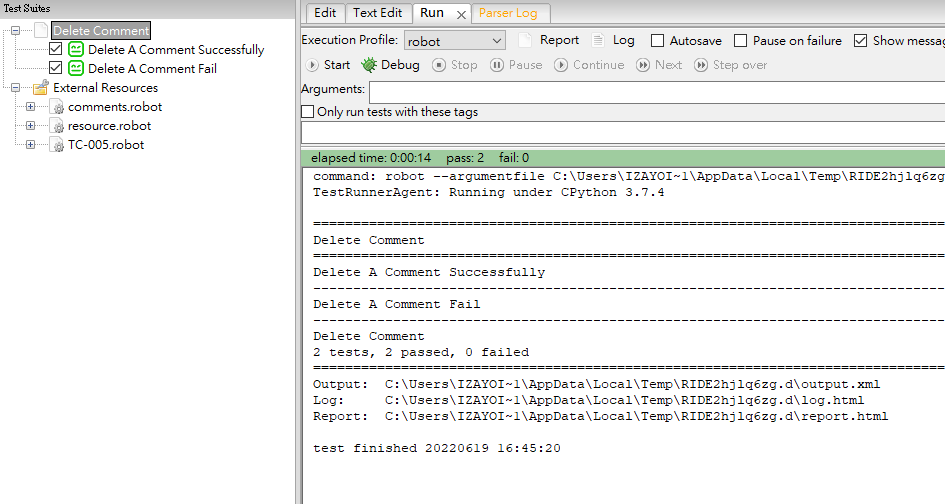 Test Suites
Delete Comment
Delete A Comment Successfully
Delete A Comment Fail
External Resources
comments.robot
resource.robot
TC-005.robot
Edit Text Edit Run Parser Log
Execution Profile: robot Report Log Autosave Pause on failure Show messag
Start Debug Stop Pause Continue Next Step over
Arguments:
Only run tests with these tags
elapsed time: 0:00:14 pass: 2 fail: 0
command: robot --argumentfile C:\Users\IZAYOI~1\AppData\Local\Temp\RIDE2hjlq6zg
TestRunnerAgent: Running under CPython 3.7.4
==============================================================================
Delete Comment
==============================================================================
Delete A Comment Successfully
------------------------------------------------------------------------------
Delete A Comment Fail
------------------------------------------------------------------------------
Delete Comment
2 tests, 2 passed, 0 failed
==============================================================================
Output: C:\Users\IZAYOI~1\AppData\Local\Temp\RIDE2hjlq6zg.d\output.xml
Log: C:\Users\IZAYOI~1\AppData\Local\Temp\RIDE2hjlq6zg.d\log.html
Report: C:\Users\IZAYOI~1\AppData\Local\Temp\RIDE2hjlq6zg.d\report.html
test finished 20220619 16:45:20